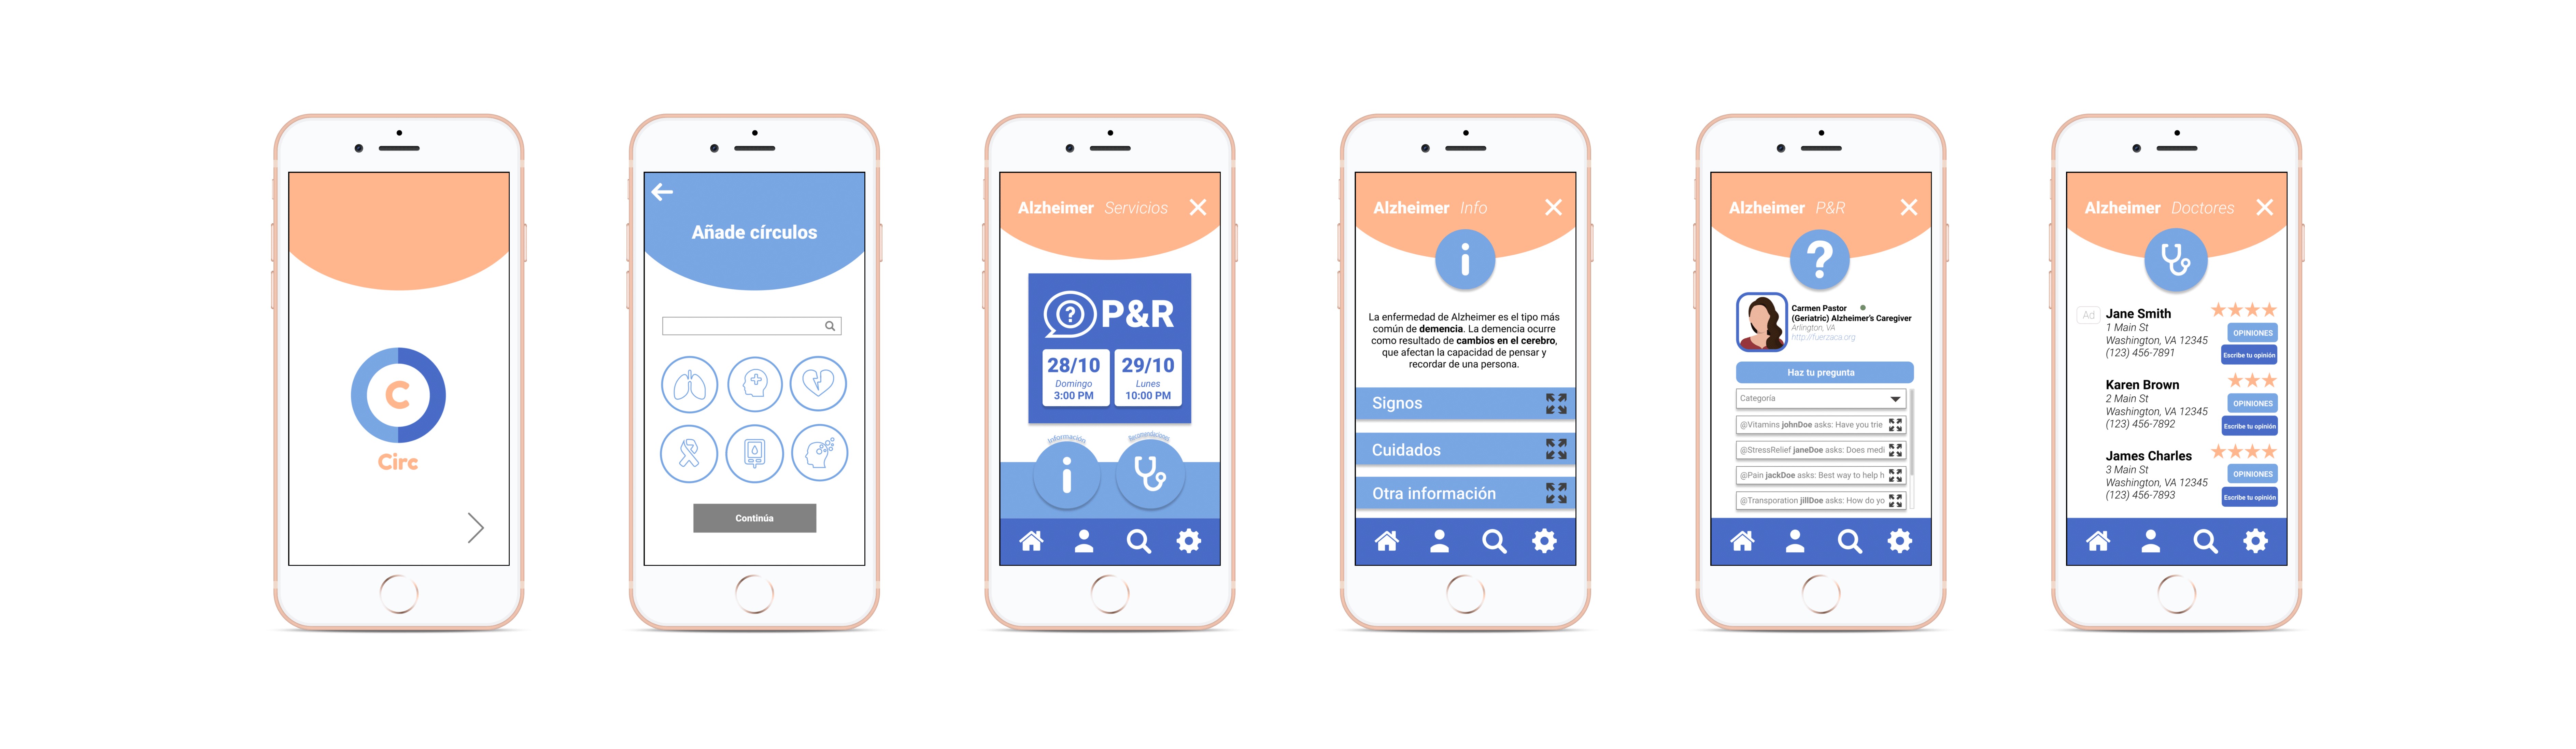 C
Circ
Añade círculos
Continúa
Alzheimer Servicios
P&R
28/10
Domingo
3:00 PM
29/10
Lunes
10:00 PM
Información
Recomendaciones
Alzheimer Info
La enfermedad de Alzheimer es el tipo más
común de demencia. La demencia ocurre
como resultado de cambios en el cerebro,
que afectan la capacidad de pensar y
recordar de una persona.
Signos
Cuidados
Otra información
Alzheimer P&R
?
Carmen Pastor
(Geriatric) Alzheimer's Caregiver
Arlington, VA
http://fuerzaca.org
Haz tu pregunta
Categoría
@Vitamins johnDoe asks: Have you trie
@StressRelief janeDoe asks: Does medi
@Pain jackDoe asks: Best way to help h
@Transporation jillDoe asks: How do yo
Alzheimer Doctores
Ad
Jane Smith
1 Main St
Washington, VA 12345
(123) 456-7891
OPINIONES
Escribe tu opinión
Karen Brown
2 Main St
Washington, VA 12345
(123) 456-7892
OPINIONES
Escribe tu opinión
James Charles
3 Main St
Washington, VA 12345
(123) 456-7893
OPINIONES
Escribe tu opinión